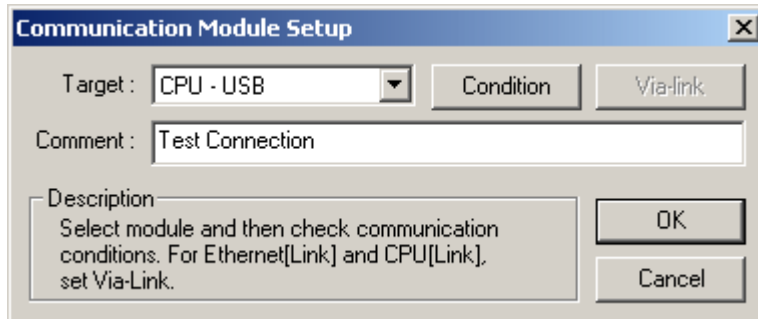 Communication Module Setup
Target : CPU - USB Condition Via-link
Comment : Test Connection
Description
Select module and then check communication
conditions. For Ethernet[Link] and CPU[Link],
set Via-Link.
OK
Cancel